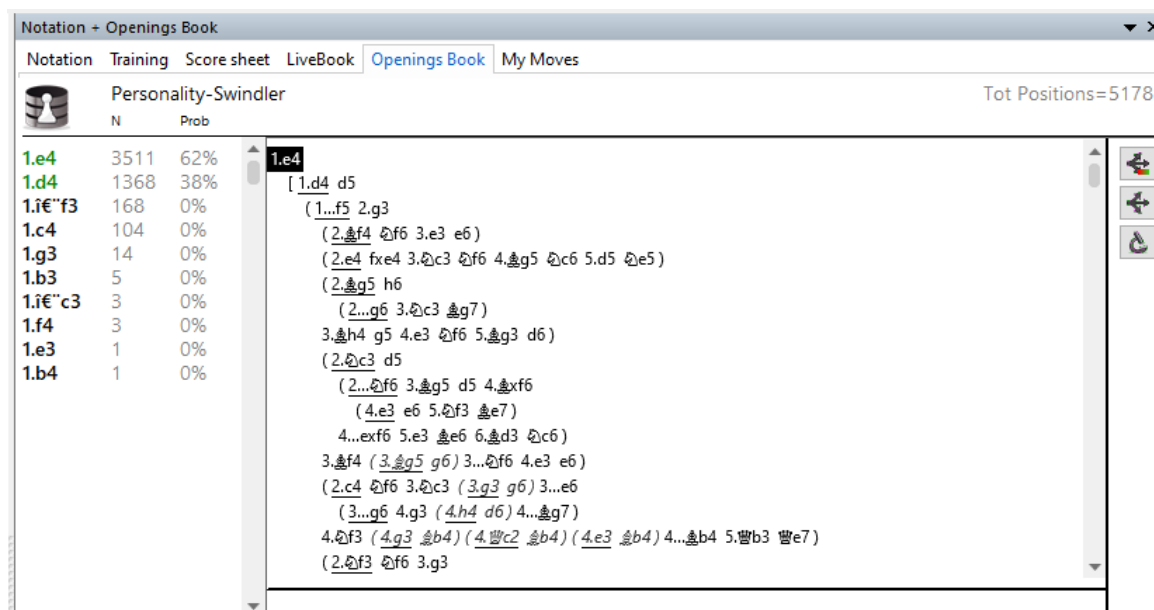 Notation + Openings Book
Notation Training Score sheet LiveBook Openings Book My Moves
Personality-Swindler Tot Positions=5178
N Prob
1.e4 3511 62%
1.d4 1368 38%
1.î€¨f3 168 0%
1.c4 104 0%
1.g3 14 0%
1.b3 5 0%
1.î€¨c3 3 0%
1.f4 3 0%
1.e3 1 0%
1.b4 1 0%
1.e4
[ 1.d4 d5
( 1...f5 2.g3
( 2.♗f4 ♘f6 3.e3 e6 )
( 2.e4 fxe4 3.♘c3 ♘f6 4.♗g5 ♘c6 5.d5 ♘e5 )
( 2.♗g5 h6
( 2...g6 3.♘c3 ♗g7 )
3.♗h4 g5 4.e3 ♘f6 5.♗g3 d6 )
( 2.♘c3 d5
( 2...♘f6 3.♗g5 d5 4.♗xf6
( 4.e3 e6 5.♘f3 ♗e7 )
4...exf6 5.e3 ♗e6 6.♗d3 ♘c6 )
3.♗f4 ( 3.♗g5 g6 ) 3...♘f6 4.e3 e6 )
( 2.c4 ♘f6 3.♘c3 ( 3.g3 g6 ) 3...e6
( 3...g6 4.g3 ( 4.h4 d6 ) 4...♗g7 )
4.♘f3 ( 4.g3 ♗b4 ) ( 4.♕c2 ♗b4 ) ( 4.e3 ♗b4 ) 4...♗b4 5.♕b3 ♕e7 )
( 2.♘f3 ♘f6 3.g3